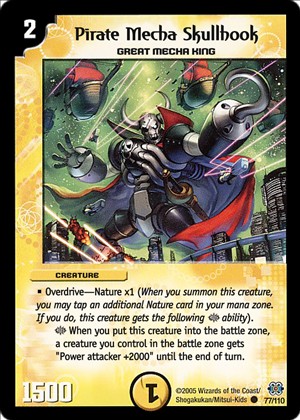 2
Pirate Mecha Skullhook
GREAT MECHA KING
CREATURE
▪ Overdrive—Nature x1 (When you summon this creature,
you may tap an additional Nature card in your mana zone.
If you do, this creature gets the following ability).
When you put this creature into the battle zone,
a creature you control in the battle zone gets
"Power attacker +2000" until the end of turn.
1500
1
©2005 Wizards of the Coast/
Shogakukan/Mitsui-Kids ● 77/110